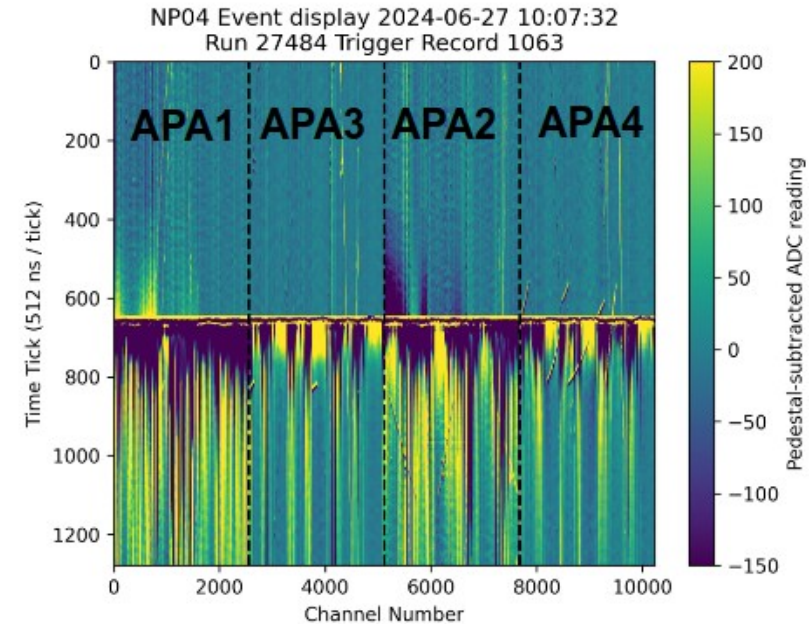 NP04 Event display 2024-06-27 10:07:32
Run 27484 Trigger Record 1063
APA1 APA3 APA2 APA4
0
200
400
600
800
1000
1200
Time Tick (512 ns / tick)
0 2000 4000 6000 8000 10000
Channel Number
200
150
100
50
0
−50
−100
−150
Pedestal-subtracted ADC reading